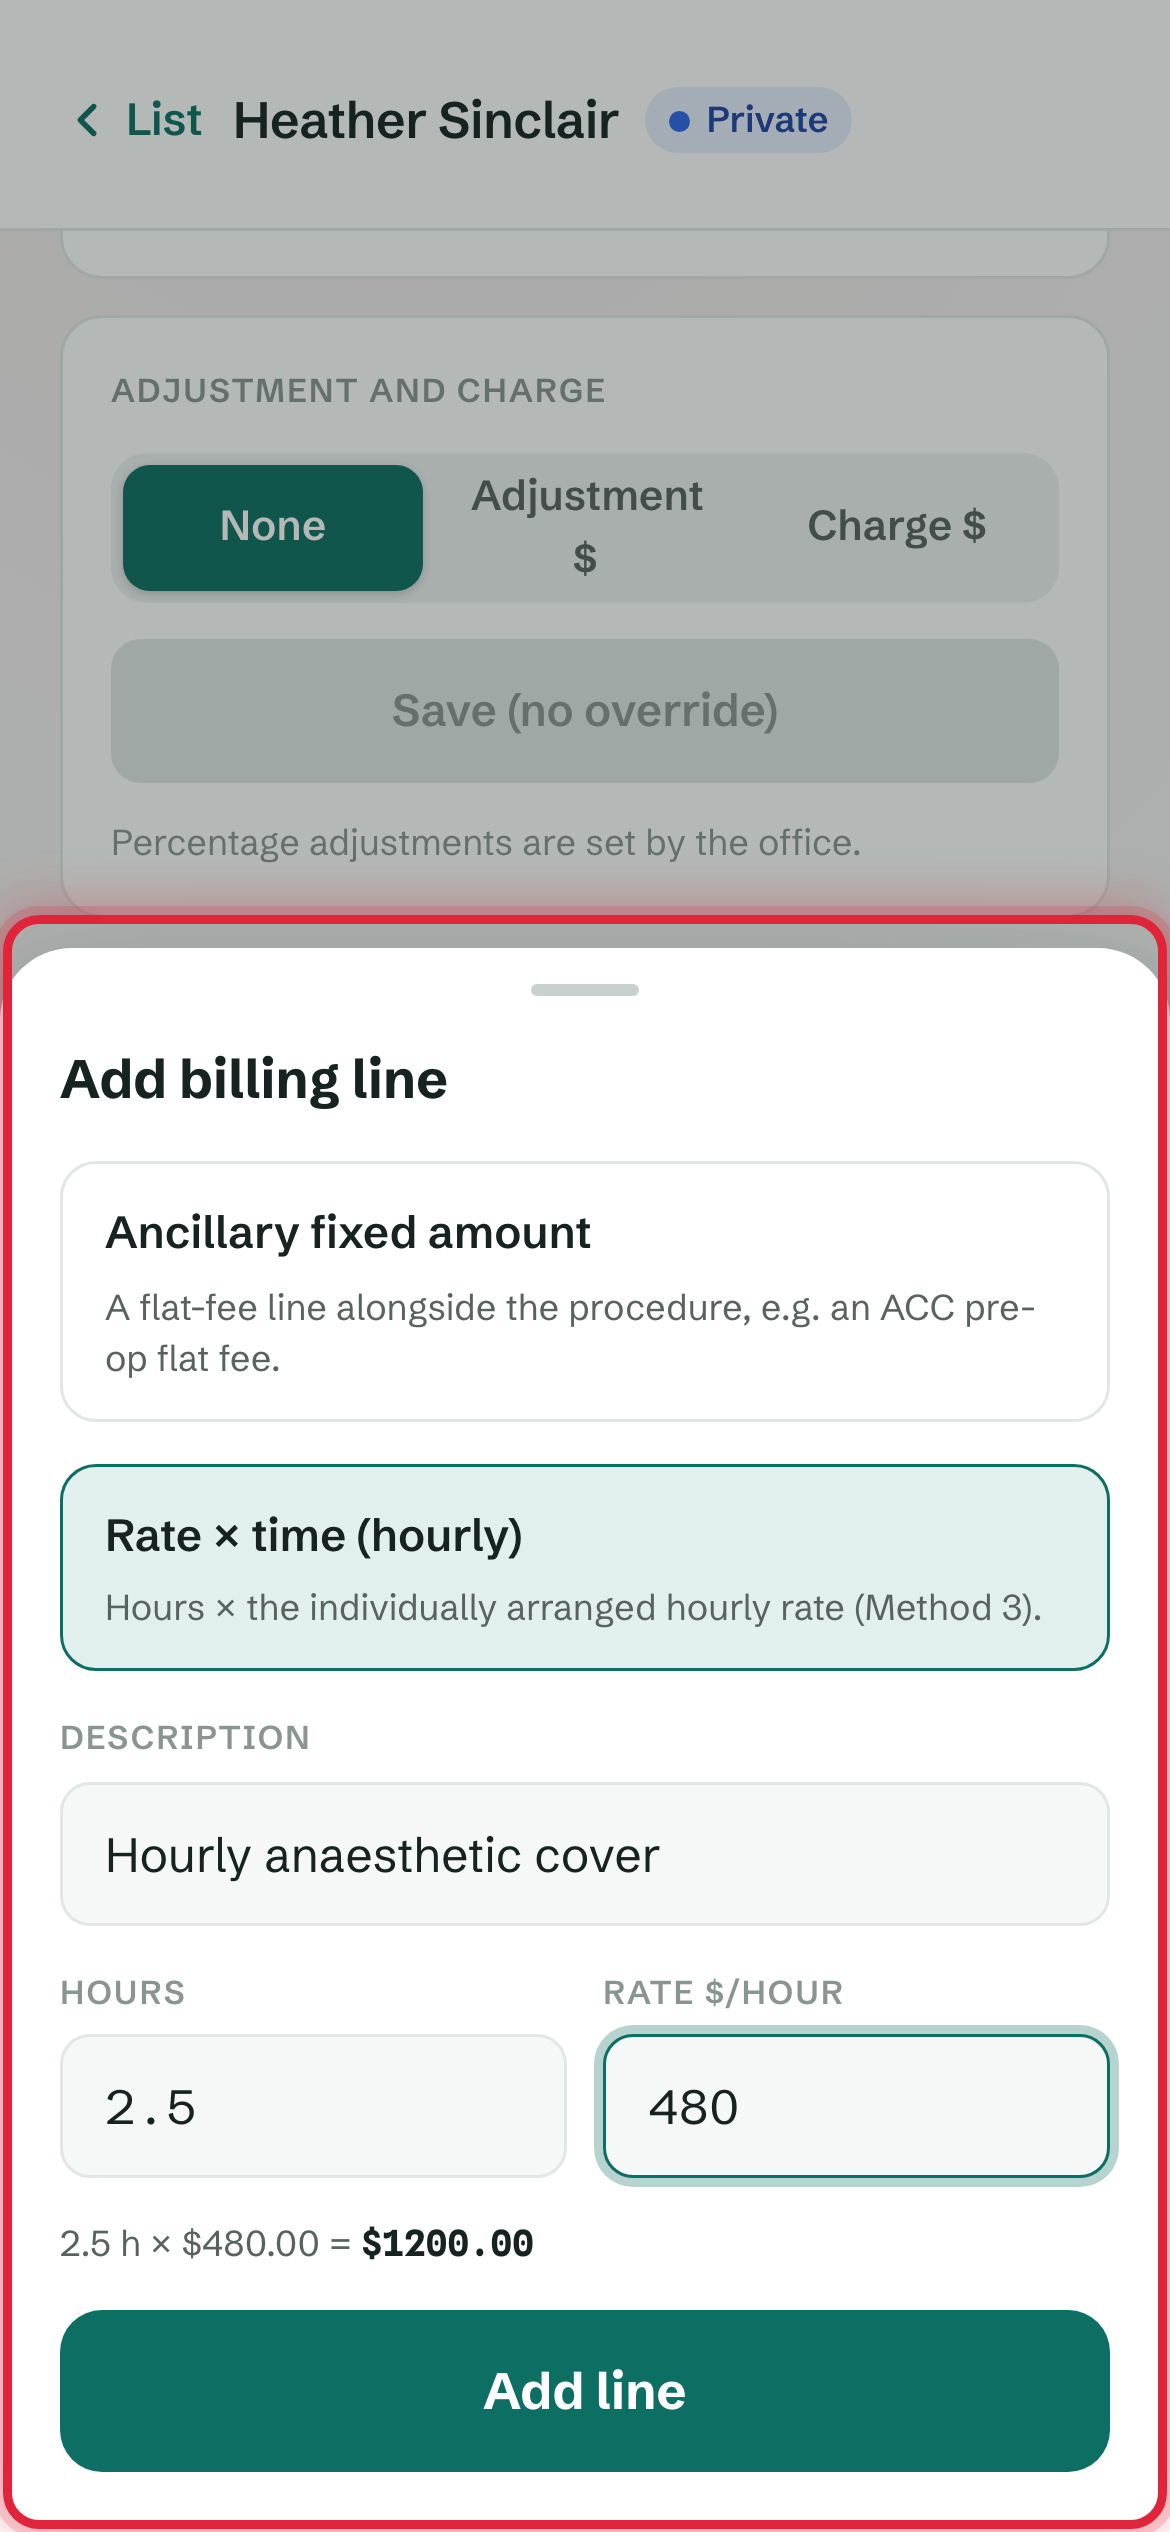 List Heather Sinclair Private
ADJUSTMENT AND CHARGE
None
Adjustment
$
Charge $
Save (no override)
Percentage adjustments are set by the office.
Add billing line
Ancillary fixed amount
A flat-fee line alongside the procedure, e.g. an ACC pre-
op flat fee.
Rate × time (hourly)
Hours × the individually arranged hourly rate (Method 3).
DESCRIPTION
Hourly anaesthetic cover
HOURS
RATE $/HOUR
2.5
480
2.5 h × $480.00 = $1200.00
Add line